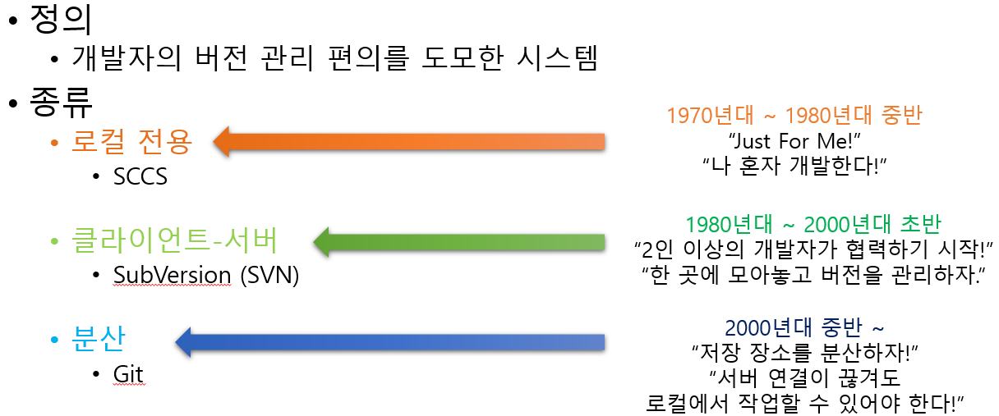 • 정의
• 개발자의 버전 관리 편의를 도모한 시스템
• 종류
• 로컬 전용
• SCCS
1970년대 ~ 1980년대 중반
“Just For Me!”
“나 혼자 개발한다!”
• 클라이언트-서버
• SubVersion (SVN)
1980년대 ~ 2000년대 초반
“2인 이상의 개발자가 협력하기 시작!”
“한 곳에 모아놓고 버전을 관리하자.”
• 분산
• Git
2000년대 중반 ~
“저장 장소를 분산하자!”
“서버 연결이 끊겨도
로컬에서 작업할 수 있어야 한다!”